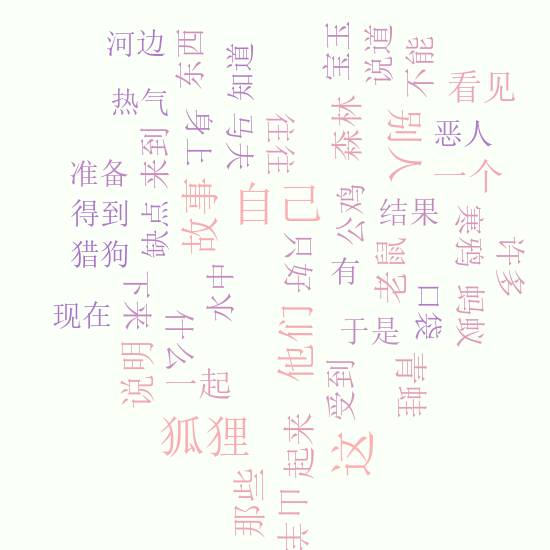 河边
东西
知道
宝玉
说道
不能
看见
热气
身上
马夫
往往
森林
别人
恶人
准备
来到
一个
得到
缺点
故事
自己
公鸡
结果
寒鸦
猎狗
只好
有
老鼠
许多
现在
下来
水中
什么
他们
于是
口袋
蚂蚁
说明
一起
受到
青蛙
狐狸
起来
这
那些